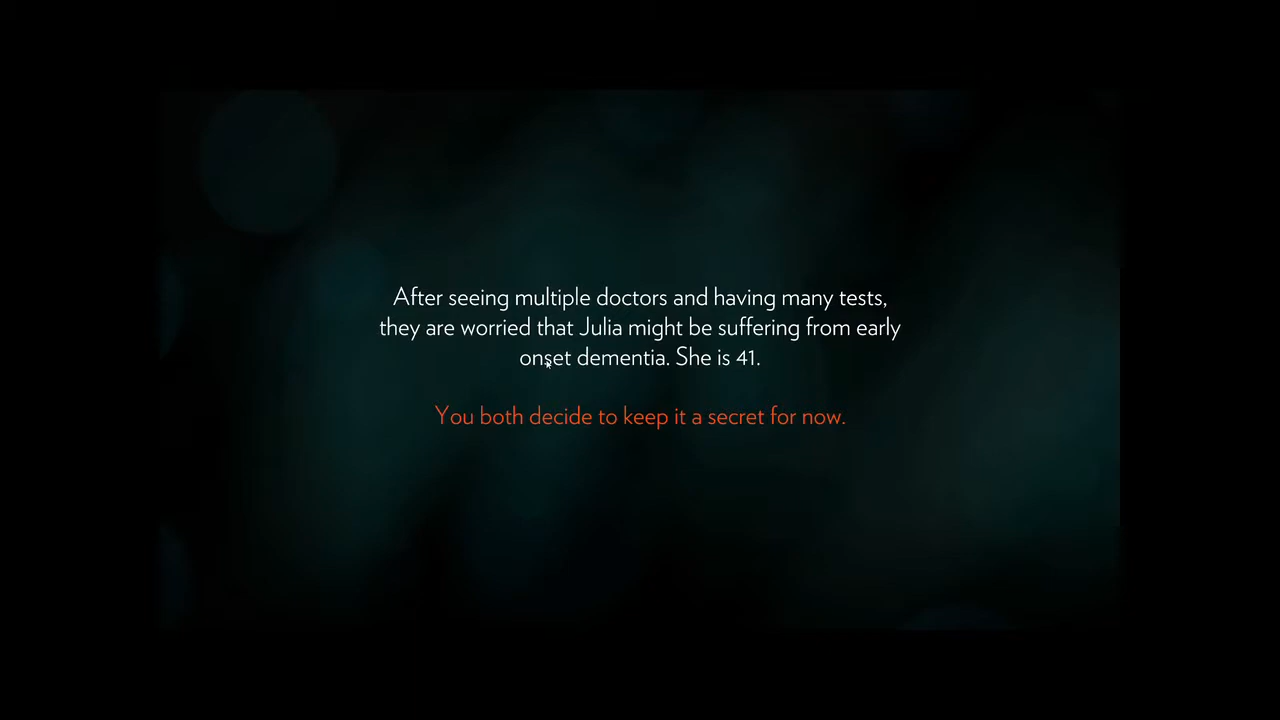 After seeing multiple doctors and having many tests,
they are worried that Julia might be suffering from early
onset dementia. She is 41.
You both decide to keep it a secret for now.